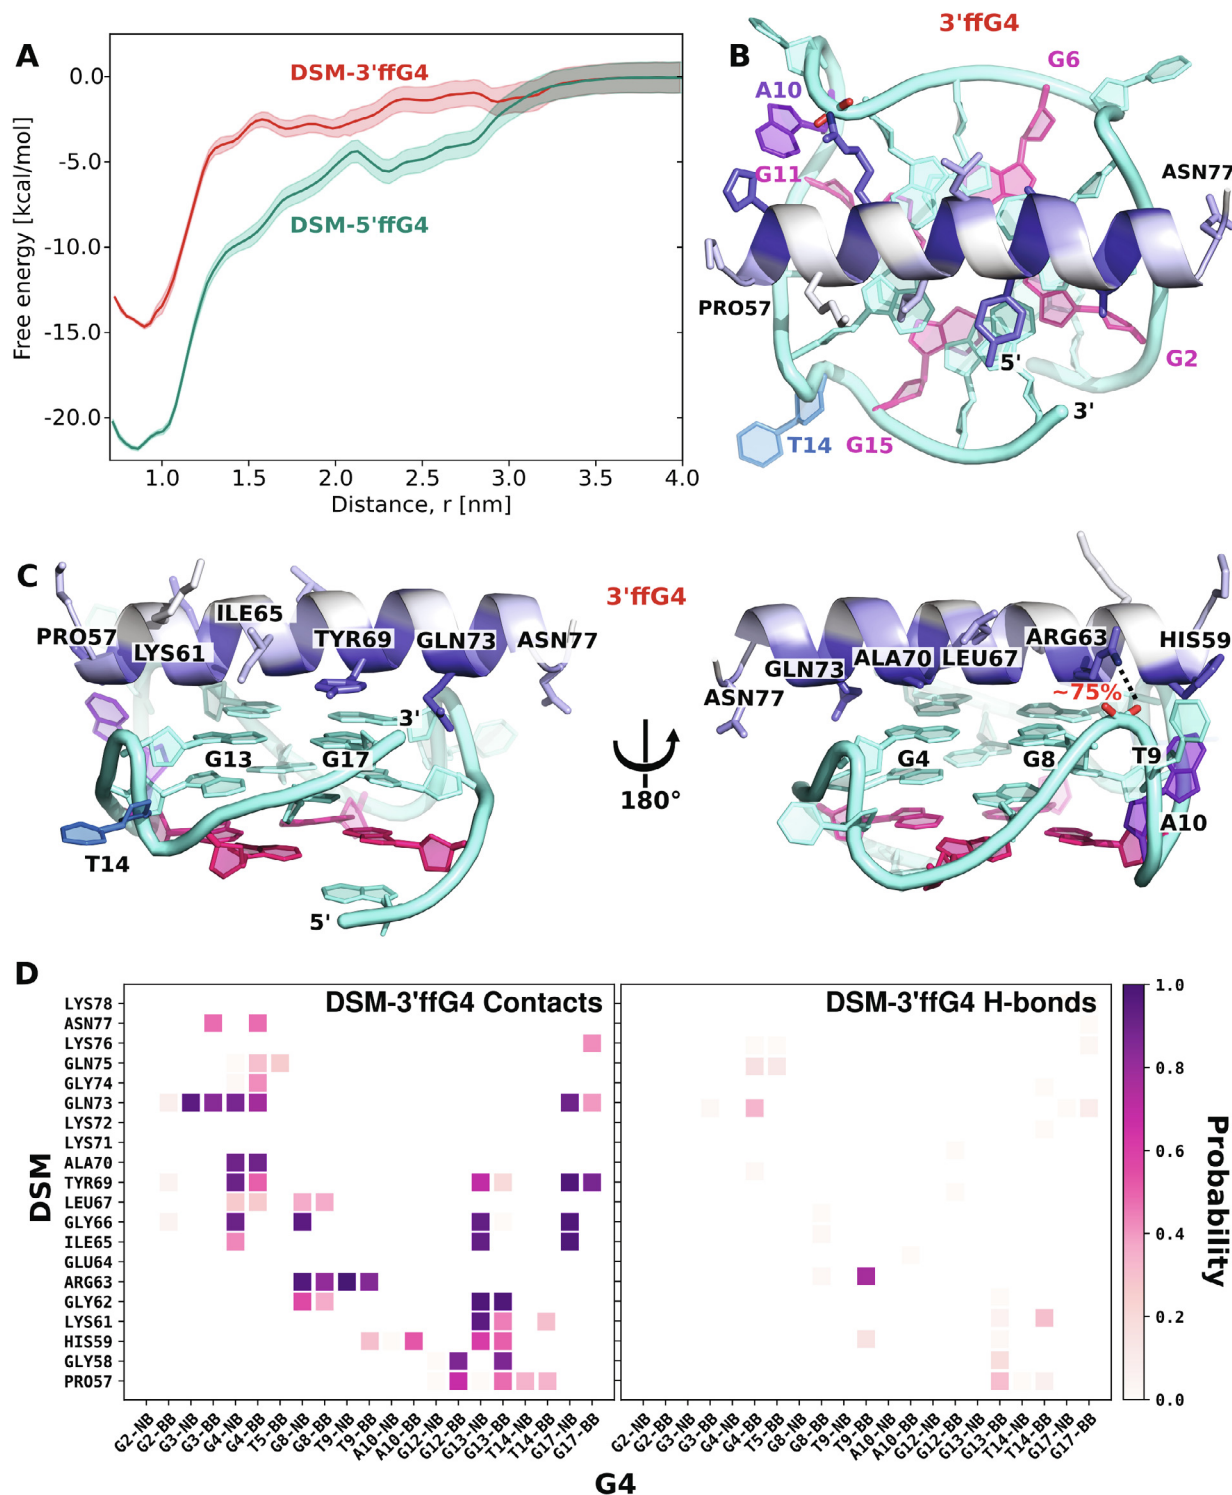 A
DSM-3'ffG4
DSM-5'ffG4
0.0
-5.0
-10.0
-15.0
-20.0
Free energy [kcal/mol]
1.0 1.5 2.0 2.5 3.0 3.5 4.0
Distance, r [nm]
B
3'ffG4
G6
A10
G11
ASN77
PRO57
5'
G2
3'
T14 G15
C
3'ffG4
PRO57
LYS61
ILE65
TYR69
GLN73
ASN77
3'
G13
G17
T14
5'
180°
ASN77
GLN73
ALA70
LEU67
ARG63
HIS59
~75%
G4
G8
T9
A10
D
DSM-3'ffG4 Contacts
DSM-3'ffG4 H-bonds
DSM
LYS78
ASN77
LYS76
GLN75
GLY74
GLN73
LYS72
LYS71
ALA70
TYR69
LEU67
GLY66
ILE65
GLU64
ARG63
GLY62
LYS61
HIS59
GLY58
PRO57
G2-NB G2-BB G3-NB G3-BB G4-NB G4-BB T5-BB G8-NB G8-BB T9-NB T9-BB A10-NB A10-BB G12-NB G12-BB G13-NB G13-BB T14-NB T14-BB G17-NB G17-BB
G2-NB G2-BB G3-NB G3-BB G4-NB G4-BB T5-BB G8-NB G8-BB T9-NB T9-BB A10-NB A10-BB G12-NB G12-BB G13-NB G13-BB T14-NB T14-BB G17-NB G17-BB
G4
1.0
0.8
0.6
0.4
0.2
0.0
Probability